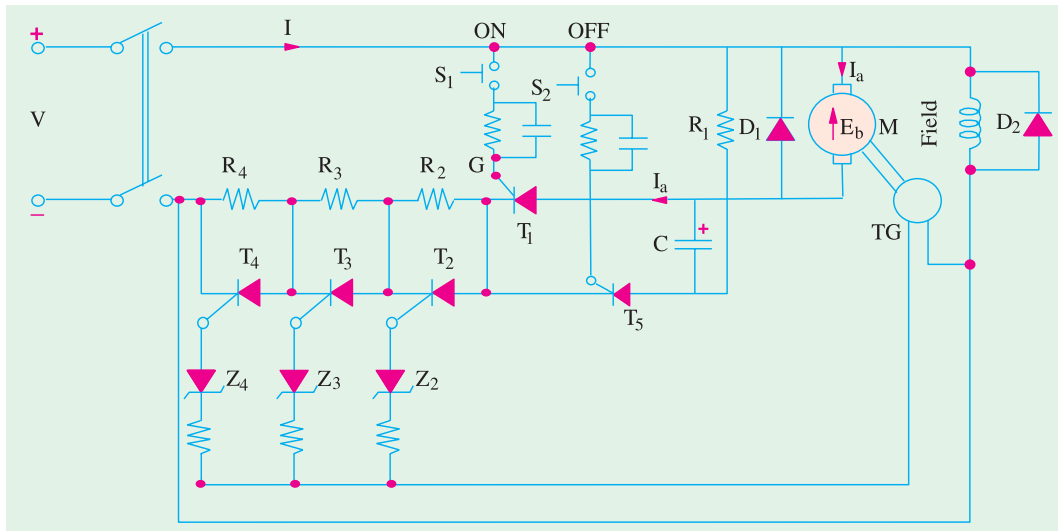 +
I
ON
OFF
S1
S2
Ia
V
R1
D1
Eb
M
Field
D2
R4
R3
R2
G
Ia
–
T1
C
+
TG
T4
T3
T2
T5
Z4
Z3
Z2